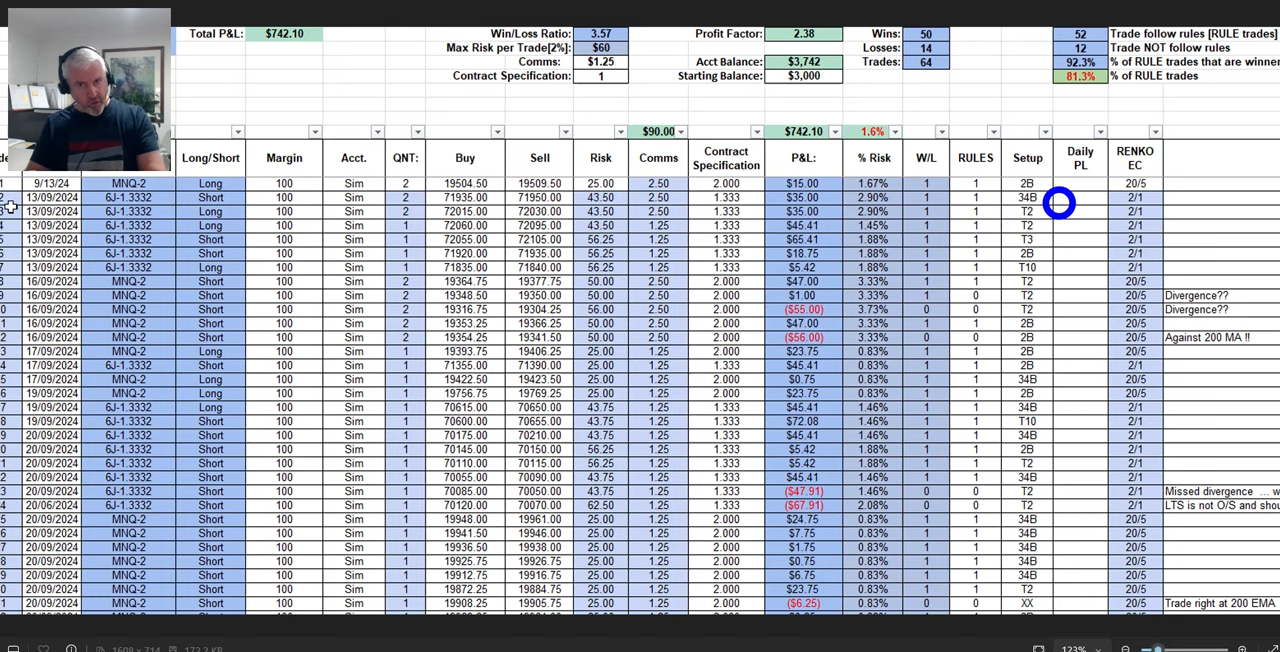 Total P&L: $742.10 Win/Loss Ratio: 3.57 Profit Factor: 2.38 Wins: 50 52 Trade follow rules [RULE trades]
Max Risk per Trade[2%]: $60 Losses: 14 12 Trade NOT follow rules
Comms: $1.25 Acct Balance: $3,742 Trades: 64 92.3% % of RULE trades that are winner
Contract Specification: 1 Starting Balance: $3,000 81.3% % of RULE trades
$90.00 $742.10 1.6%
Long/Short Margin Acct. QNT: Buy Sell Risk Comms Contract Specification P&L: % Risk W/L RULES Setup Daily PL RENKO EC
1 9/13/24 MNQ-2 Long 100 Sim 2 19504.50 19509.50 25.00 2.50 2.000 $15.00 1.67% 1 1 2B 20/5
2 13/09/2024 6J-1.3332 Short 100 Sim 2 71935.00 71950.00 43.50 2.50 1.333 $35.00 2.90% 1 1 34B 2/1
3 13/09/2024 6J-1.3332 Long 100 Sim 2 72015.00 72030.00 43.50 2.50 1.333 $35.00 2.90% 1 1 T2 2/1
4 13/09/2024 6J-1.3332 Long 100 Sim 1 72060.00 72095.00 43.50 1.25 1.333 $45.41 1.45% 1 1 T2 2/1
5 13/09/2024 6J-1.3332 Short 100 Sim 1 72055.00 72105.00 56.25 1.25 1.333 $65.41 1.88% 1 1 T3 2/1
6 13/09/2024 6J-1.3332 Short 100 Sim 1 71920.00 71935.00 56.25 1.25 1.333 $18.75 1.88% 1 1 2B 2/1
7 13/09/2024 6J-1.3332 Long 100 Sim 1 71835.00 71840.00 56.25 1.25 1.333 $5.42 1.88% 1 1 T10 2/1
8 16/09/2024 MNQ-2 Short 100 Sim 2 19364.75 19377.75 50.00 2.50 2.000 $47.00 3.33% 1 1 T2 20/5
9 16/09/2024 MNQ-2 Short 100 Sim 2 19348.50 19350.00 50.00 2.50 2.000 $1.00 3.33% 1 0 T2 20/5 Divergence??
0 16/09/2024 MNQ-2 Short 100 Sim 2 19316.75 19304.25 56.00 2.50 2.000 ($55.00) 3.73% 0 0 T2 20/5 Divergence??
1 16/09/2024 MNQ-2 Short 100 Sim 2 19353.25 19366.25 50.00 2.50 2.000 $47.00 3.33% 1 1 2B 20/5
2 16/09/2024 MNQ-2 Short 100 Sim 2 19354.25 19341.50 50.00 2.50 2.000 ($56.00) 3.33% 0 0 2B 20/5 Against 200 MA !!
3 17/09/2024 MNQ-2 Long 100 Sim 1 19393.75 19406.25 25.00 1.25 2.000 $23.75 0.83% 1 1 2B 20/5
4 17/09/2024 6J-1.3332 Short 100 Sim 1 71355.00 71390.00 25.00 1.25 1.333 $45.41 0.83% 1 1 2B 2/1
5 17/09/2024 MNQ-2 Long 100 Sim 1 19422.50 19423.50 25.00 1.25 2.000 $0.75 0.83% 1 1 34B 20/5
6 19/09/2024 MNQ-2 Long 100 Sim 1 19756.75 19769.25 25.00 1.25 2.000 $23.75 0.83% 1 1 2B 20/5
7 19/09/2024 6J-1.3332 Long 100 Sim 1 70615.00 70650.00 43.75 1.25 1.333 $45.41 1.46% 1 1 34B 2/1
8 19/09/2024 6J-1.3332 Short 100 Sim 1 70600.00 70655.00 43.75 1.25 1.333 $72.08 1.46% 1 1 T10 2/1
9 20/09/2024 6J-1.3332 Short 100 Sim 1 70175.00 70210.00 43.75 1.25 1.333 $45.41 1.46% 1 1 34B 2/1
0 20/09/2024 6J-1.3332 Short 100 Sim 1 70145.00 70150.00 56.25 1.25 1.333 $5.42 1.88% 1 1 2B 2/1
1 20/09/2024 6J-1.3332 Short 100 Sim 1 70110.00 70115.00 56.25 1.25 1.333 $5.42 1.88% 1 1 T2 2/1
2 20/09/2024 6J-1.3332 Short 100 Sim 1 70055.00 70090.00 43.75 1.25 1.333 $45.41 1.46% 1 1 34B 2/1
3 20/09/2024 6J-1.3332 Short 100 Sim 1 70085.00 70050.00 43.75 1.25 1.333 ($47.91) 1.46% 0 0 T2 2/1 Missed divergence ... w
4 20/06/2024 6J-1.3332 Short 100 Sim 1 70120.00 70070.00 62.50 1.25 1.333 ($67.91) 2.08% 0 0 T2 2/1 LTS is not O/S and shou
5 20/09/2024 MNQ-2 Short 100 Sim 1 19948.00 19961.00 25.00 1.25 2.000 $24.75 0.83% 1 1 34B 20/5
6 20/09/2024 MNQ-2 Short 100 Sim 1 19941.50 19946.00 25.00 1.25 2.000 $7.75 0.83% 1 1 34B 20/5
7 20/09/2024 MNQ-2 Short 100 Sim 1 19936.50 19938.00 25.00 1.25 2.000 $1.75 0.83% 1 1 34B 20/5
8 20/09/2024 MNQ-2 Short 100 Sim 1 19925.75 19926.75 25.00 1.25 2.000 $0.75 0.83% 1 1 34B 20/5
9 20/09/2024 MNQ-2 Short 100 Sim 1 19912.75 19916.75 25.00 1.25 2.000 $6.75 0.83% 1 1 34B 20/5
0 20/09/2024 MNQ-2 Short 100 Sim 1 19872.25 19884.75 25.00 1.25 2.000 $23.75 0.83% 1 1 T2 20/5
1 20/09/2024 MNQ-2 Short 100 Sim 1 19908.25 19905.75 25.00 1.25 2.000 ($6.25) 0.83% 0 0 XX 20/5 Trade right at 200 EMA
1608 x 714 172.2 KB 123%